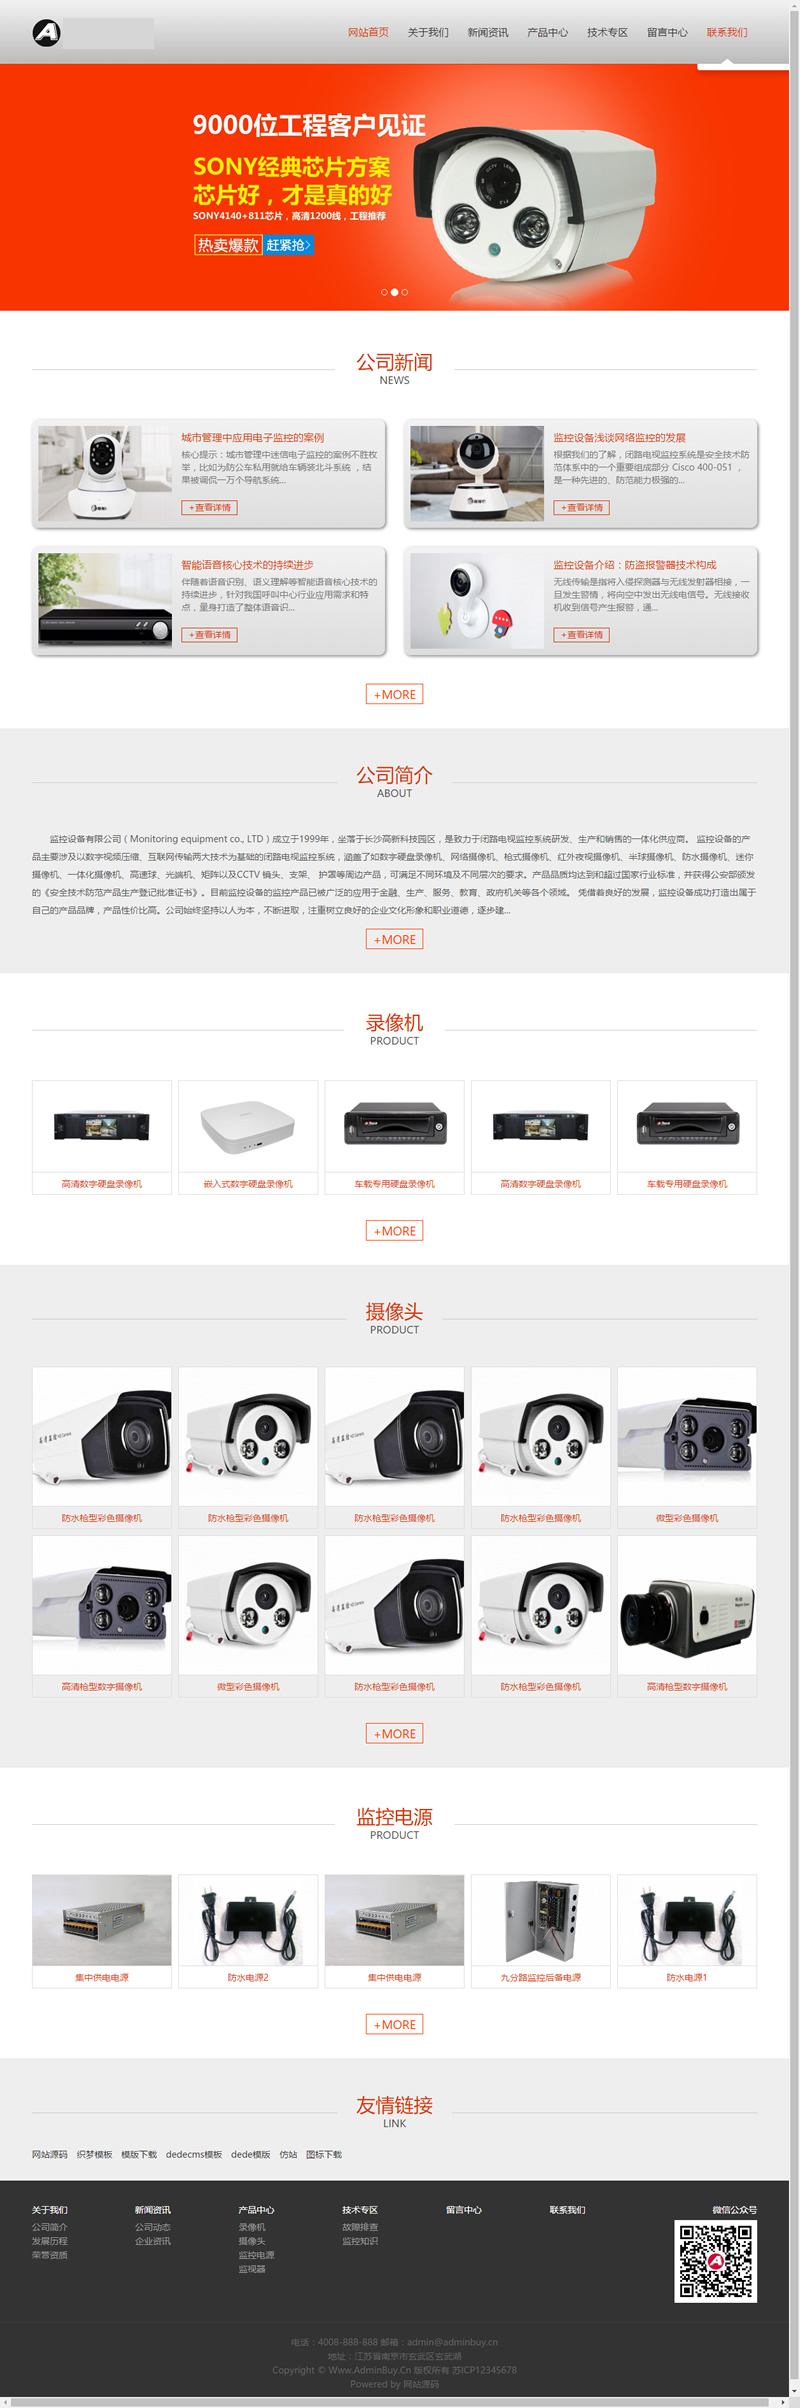 网站首页 关于我们 新闻资讯 产品中心 技术专区 留言中心 联系我们
9000位工程客户见证
SONY经典芯片方案
芯片好，才是真的好
SONY4140+811芯片，高清1200线，工程推荐
热卖爆款 赶紧抢>
公司新闻
NEWS
城市管理中应用电子监控的案例
核心提示：城市管理中迷信电子监控的案例不胜枚
举，比如为防公车私用就给车辆装北斗系统 ，结
果被调侃一万个导航系统...
+查看详情
监控设备浅谈网络监控的发展
根据我们的了解，闭路电视监控系统是安全技术防
范体系中的一个重要组成部分 Cisco 400-051 ，
是一种先进的、防范能力极强的...
+查看详情
智能语音核心技术的持续进步
伴随着语音识别、语义理解等智能语音核心技术的
持续进步，针对我国呼叫中心行业应用需求和特
点，量身打造了整体语音识...
+查看详情
监控设备介绍：防盗报警器技术构成
无线传输是指将入侵探测器与无线发射器相接，一
旦发生警情，将向空中发出无线电信号。无线接收
机收到信号产生报警，通...
+查看详情
+MORE
公司简介
ABOUT
监控设备有限公司（Monitoring equipment co., LTD）成立于1999年，坐落于长沙高新科技园区，是致力于闭路电视监控系统研发、生产和销售的一体化供应商。 监控设备的产
品主要涉及以数字视频压缩、互联网传输两大技术为基础的闭路电视监控系统，涵盖了如数字硬盘录像机、网络摄像机、枪式摄像机、红外夜视摄像机、半球摄像机、防水摄像机、迷你
摄像机、一体化摄像机、高速球、光端机、矩阵以及CCTV 镜头、支架、 护罩等周边产品，可满足不同环境及不同层次的要求。产品品质均达到和超过国家行业标准，并获得公安部颁发
的《安全技术防范产品生产登记批准证书》。目前监控设备的监控产品已被广泛的应用于金融、生产、服务、教育、政府机关等各个领域。 凭借着良好的发展，监控设备成功打造出属于
自己的产品品牌，产品性价比高。公司始终坚持以人为本，不断进取，注重树立良好的企业文化形象和职业道德，逐步建...
+MORE
录像机
PRODUCT
高清数字硬盘录像机 嵌入式数字硬盘录像机 车载专用硬盘录像机 高清数字硬盘录像机 车载专用硬盘录像机
+MORE
摄像头
PRODUCT
防水枪型彩色摄像机 防水枪型彩色摄像机 防水枪型彩色摄像机 防水枪型彩色摄像机 微型彩色摄像机
高清枪型数字摄像机 微型彩色摄像机 防水枪型彩色摄像机 防水枪型彩色摄像机 高清枪型数字摄像机
+MORE
监控电源
PRODUCT
集中供电电源 防水电源2 集中供电电源 九分路监控后备电源 防水电源1
+MORE
友情链接
LINK
网站源码 织梦模板 模版下载 dedecms模板 dede模版 仿站 图标下载
关于我们 新闻资讯 产品中心 技术专区 留言中心 联系我们 微信公众号
公司简介 公司动态 录像机 故障排查
发展历程 企业资讯 摄像头 监控知识
荣誉资质 监控电源
监视器
电话：4008-888-888 邮箱：admin@adminbuy.cn
地址：江苏省南京市玄武区玄武湖
Copyright © Www.AdminBuy.Cn 版权所有 苏ICP12345678
Powered by 网站源码